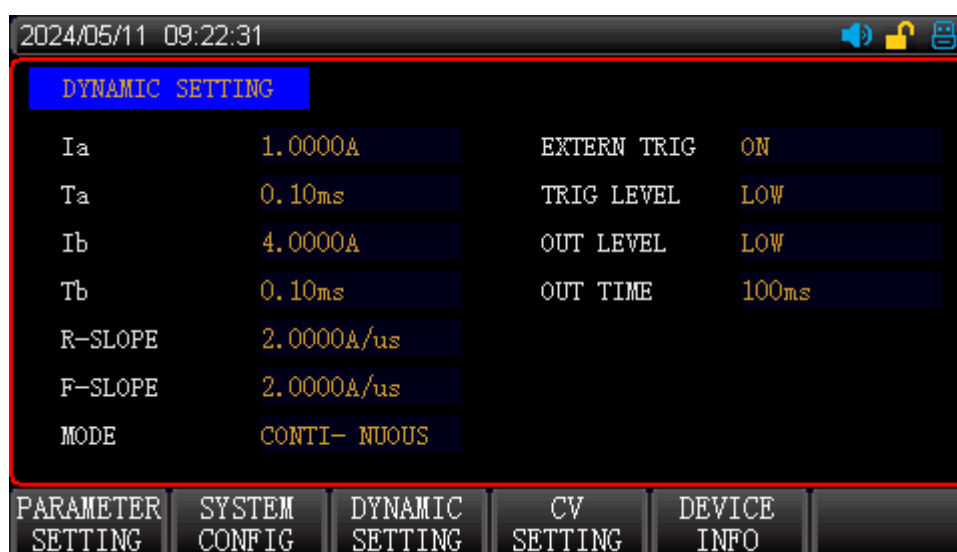 2024/05/11 09:22:31
DYNAMIC SETTING
Ia 1.0000A EXTERN TRIG ON
Ta 0.10ms TRIG LEVEL LOW
Ib 4.0000A OUT LEVEL LOW
Tb 0.10ms OUT TIME 100ms
R-SLOPE 2.0000A/us
F-SLOPE 2.0000A/us
MODE CONTI- NUOUS
PARAMETER SYSTEM DYNAMIC CV DEVICE
SETTING CONFIG SETTING SETTING INFO